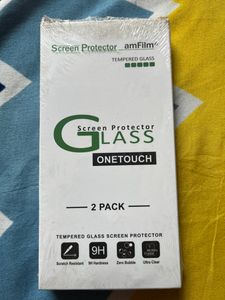 Screen Protector amFilm
TEMPERED GLASS
Screen Protector
GLASS
ONETOUCH
2 PACK
TEMPERED GLASS SCREEN PROTECTOR
9H
Scratch Resistant 9H Hardness Zero Bubble Ultra Clear